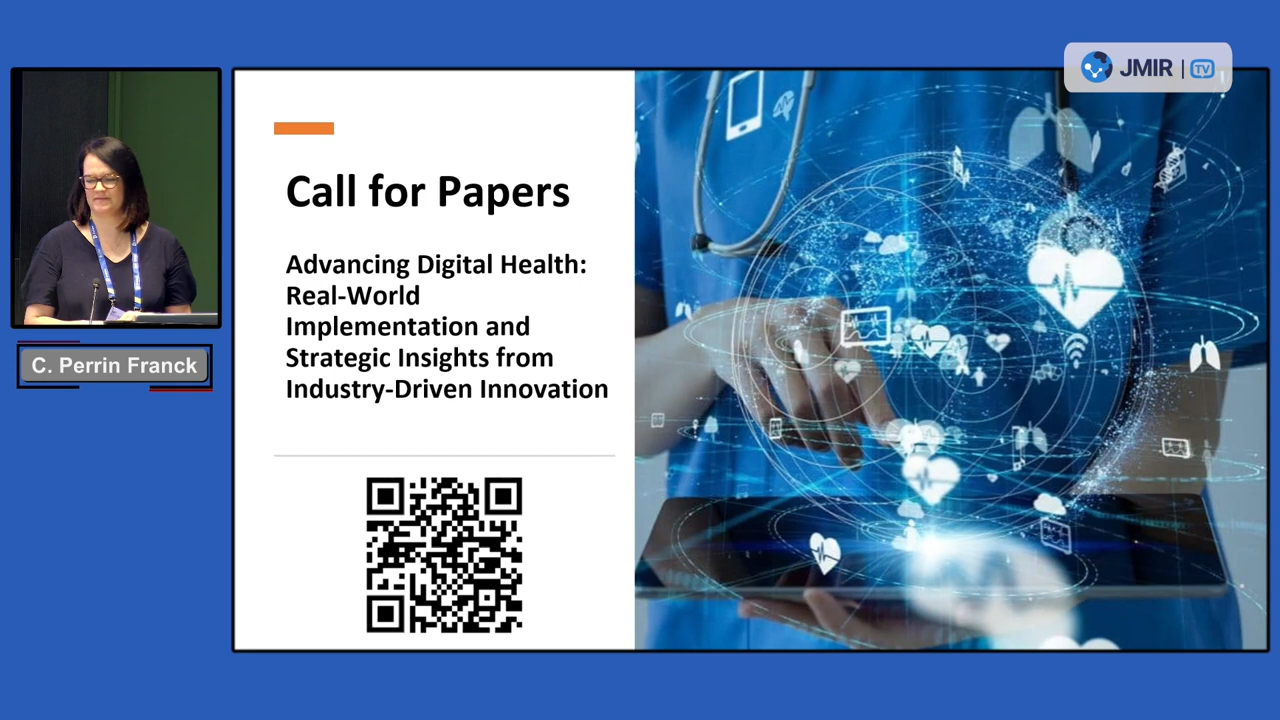 JMIR | TV
Call for Papers
Advancing Digital Health:
Real-World
Implementation and
Strategic Insights from
Industry-Driven Innovation
C. Perrin Franck